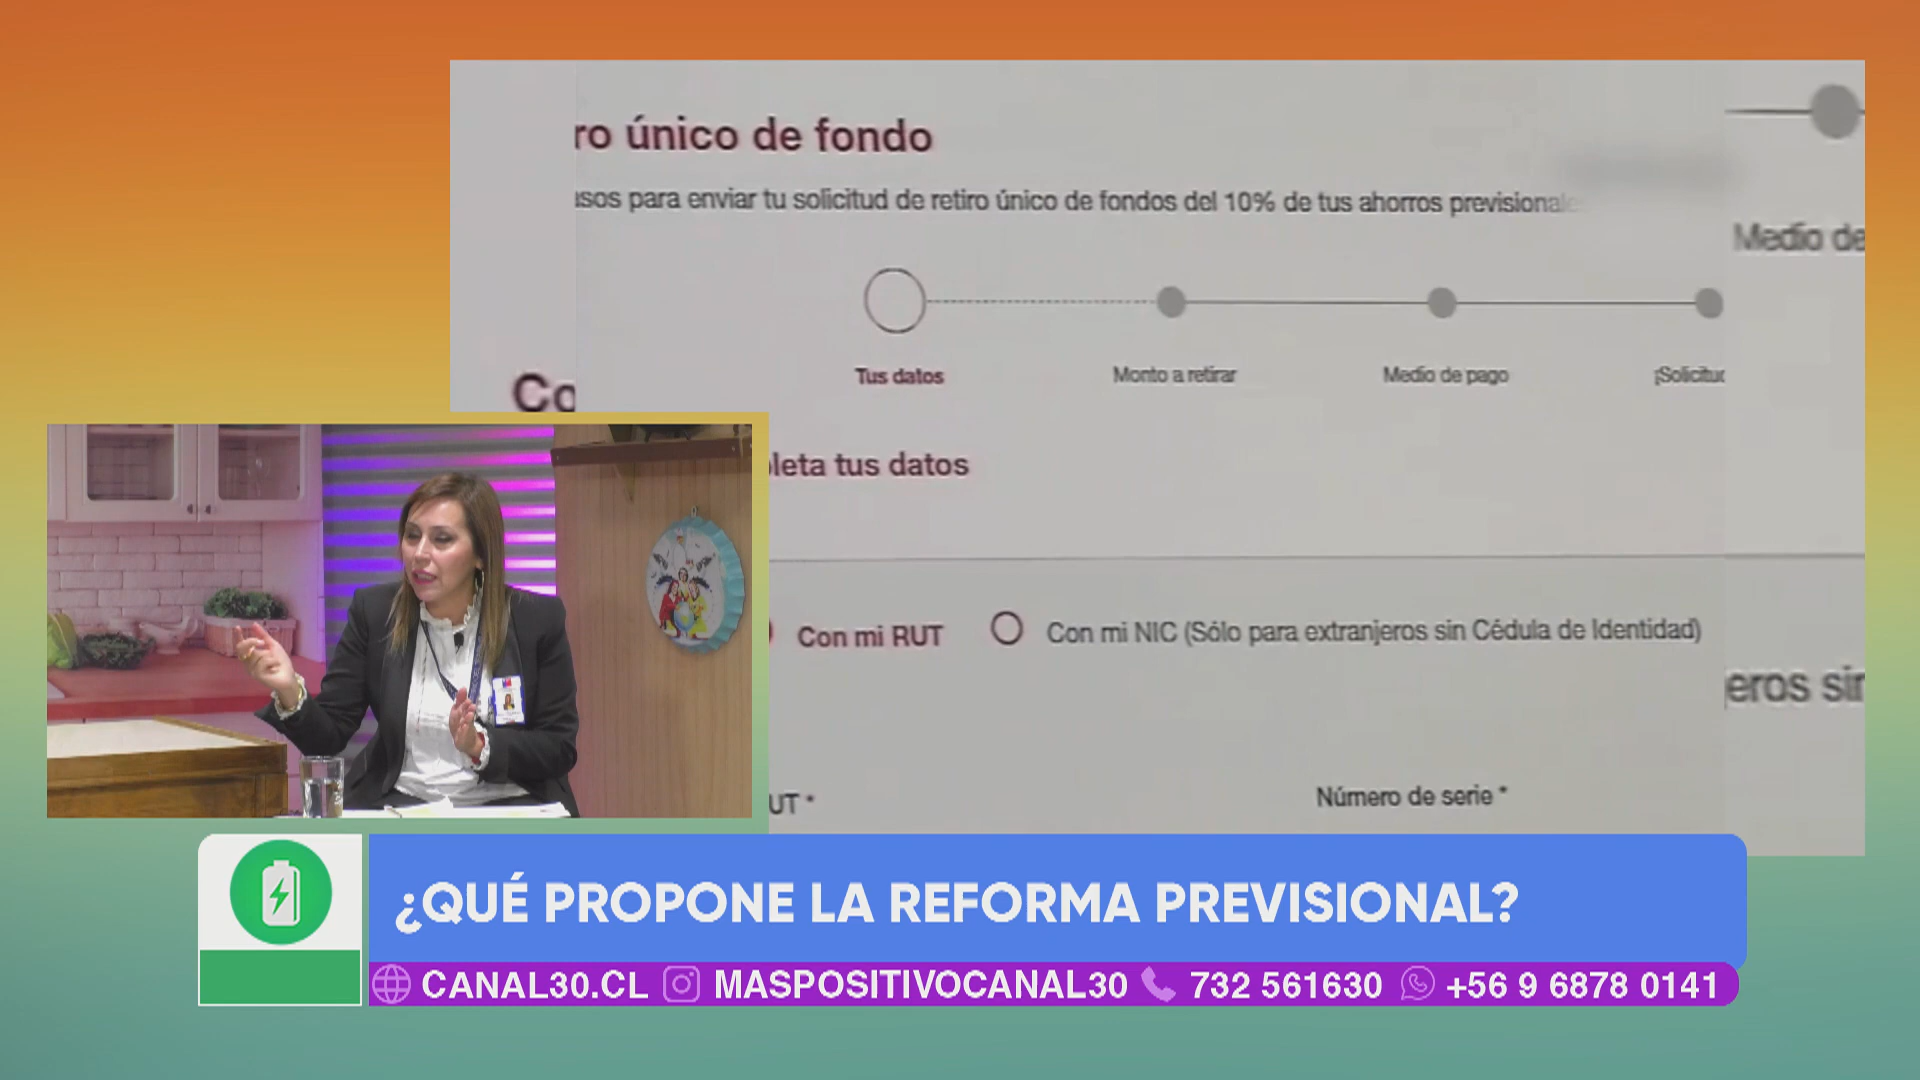 ro único de fondo
para enviar tu solicitud de retiro único de fondos del 10% de tus ahorros previsional
Medio de
Tus datos
Monto a retirar
Medio de pago
¡Solicitud
Co
leta tus datos
Con mi RUT
Con mi NIC (Sólo para extranjeros sin Cédula de Identidad)
eros sin
UT *
Número de serie *
¿QUÉ PROPONE LA REFORMA PREVISIONAL?
CANAL30.CL MASPOSITIVOCANAL30 732 561630 +56 9 6878 0141